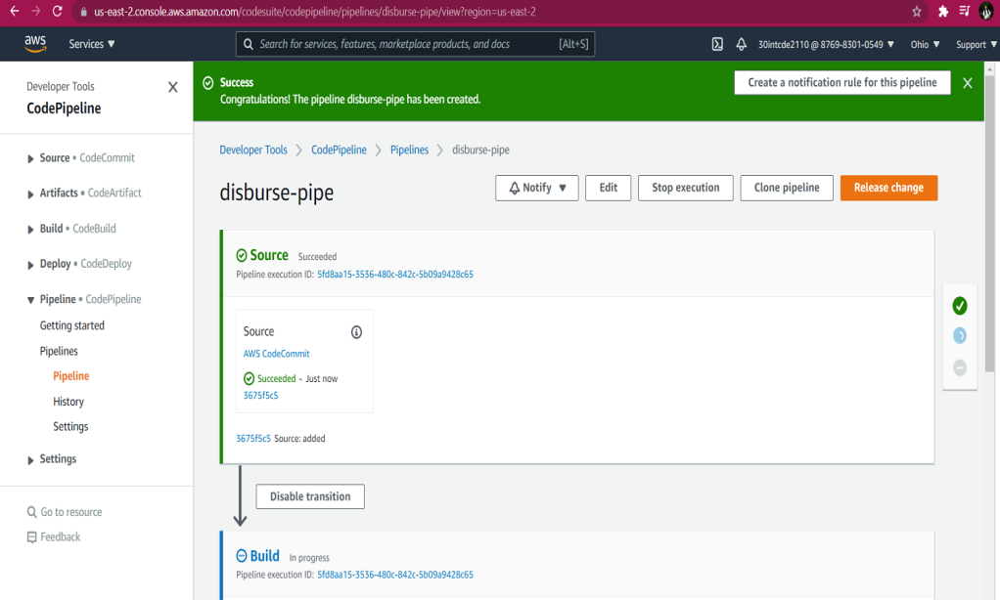 us-east-2.console.aws.amazon.com/codesuite/codepipeline/pipelines/disburse-pipe/view?region=us-east-2
aws
Services ▼
Search for services, features, marketplace products, and docs
[Alt+S]
30intcde2110 @ 8769-8301-0549 ▼
Ohio ▼
Support ▼
Developer Tools
CodePipeline
Source • CodeCommit
Artifacts • CodeArtifact
Build • CodeBuild
Deploy • CodeDeploy
Pipeline • CodePipeline
Getting started
Pipelines
Pipeline
History
Settings
Settings
Go to resource
Feedback
Success
Congratulations! The pipeline disburse-pipe has been created.
Create a notification rule for this pipeline
Developer Tools > CodePipeline > Pipelines > disburse-pipe
disburse-pipe
Notify ▼
Edit
Stop execution
Clone pipeline
Release change
Source Succeeded
Pipeline execution ID: 5fd8aa15-3536-480c-842c-5b09a9428c65
Source
AWS CodeCommit
Succeeded - Just now
3675f5c5
3675f5c5 Source: added
Disable transition
Build In progress
Pipeline execution ID: 5fd8aa15-3536-480c-842c-5b09a9428c65